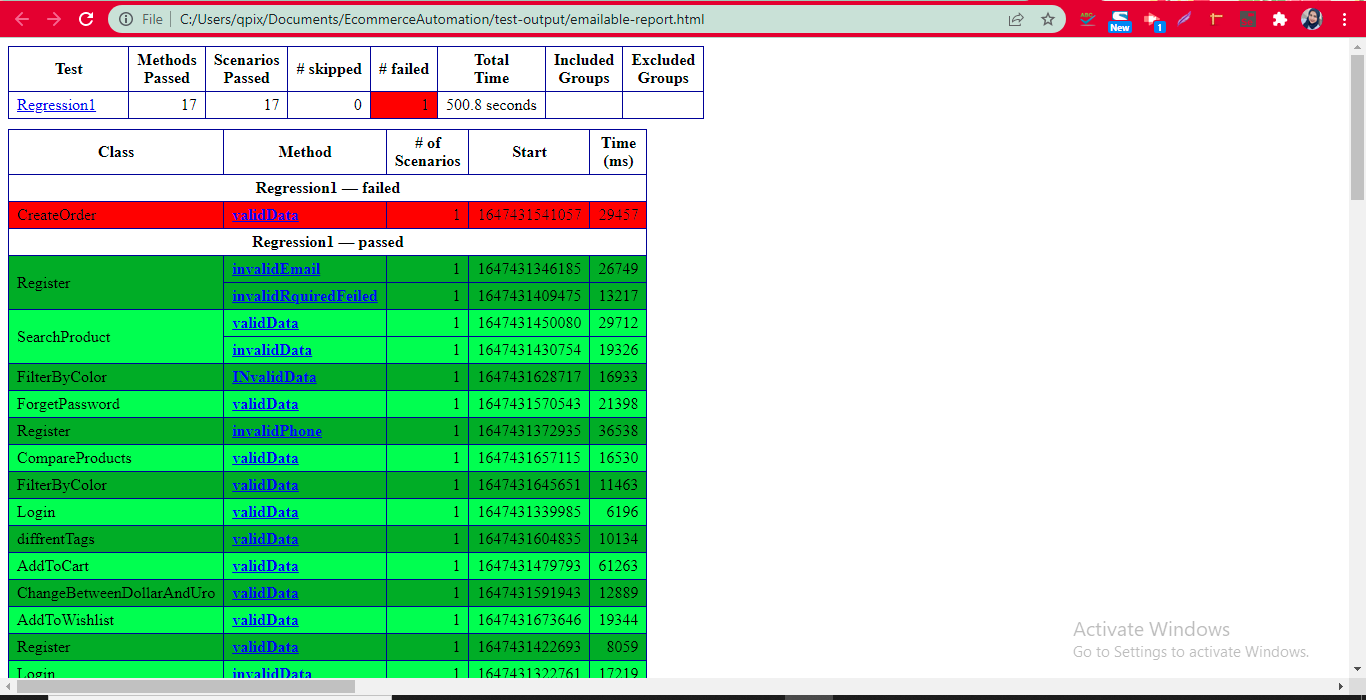 File C:/Users/qpix/Documents/EcommerceAutomation/test-output/emailable-report.html
ABC
New
1
Test Methods Passed Scenarios Passed # skipped # failed Total Time Included Groups Excluded Groups
Regression1 17 17 0 1 500.8 seconds
Class Method # of Scenarios Start Time (ms)
Regression1 — failed
CreateOrder validData 1 1647431541057 29457
Regression1 — passed
Register invalidEmail 1 1647431346185 26749
invalidRquiredFeiled 1 1647431409475 13217
SearchProduct validData 1 1647431450080 29712
invalidData 1 1647431430754 19326
FilterByColor INvalidData 1 1647431628717 16933
ForgetPassword validData 1 1647431570543 21398
Register invalidPhone 1 1647431372935 36538
CompareProducts validData 1 1647431657115 16530
FilterByColor validData 1 1647431645651 11463
Login validData 1 1647431339985 6196
diffrentTags validData 1 1647431604835 10134
AddToCart validData 1 1647431479793 61263
ChangeBetweenDollarAndUro validData 1 1647431591943 12889
AddToWishlist validData 1 1647431673646 19344
Register validData 1 1647431422693 8059
Login invalidData 1 1647431322761 17219
Activate Windows
Go to Settings to activate Windows.